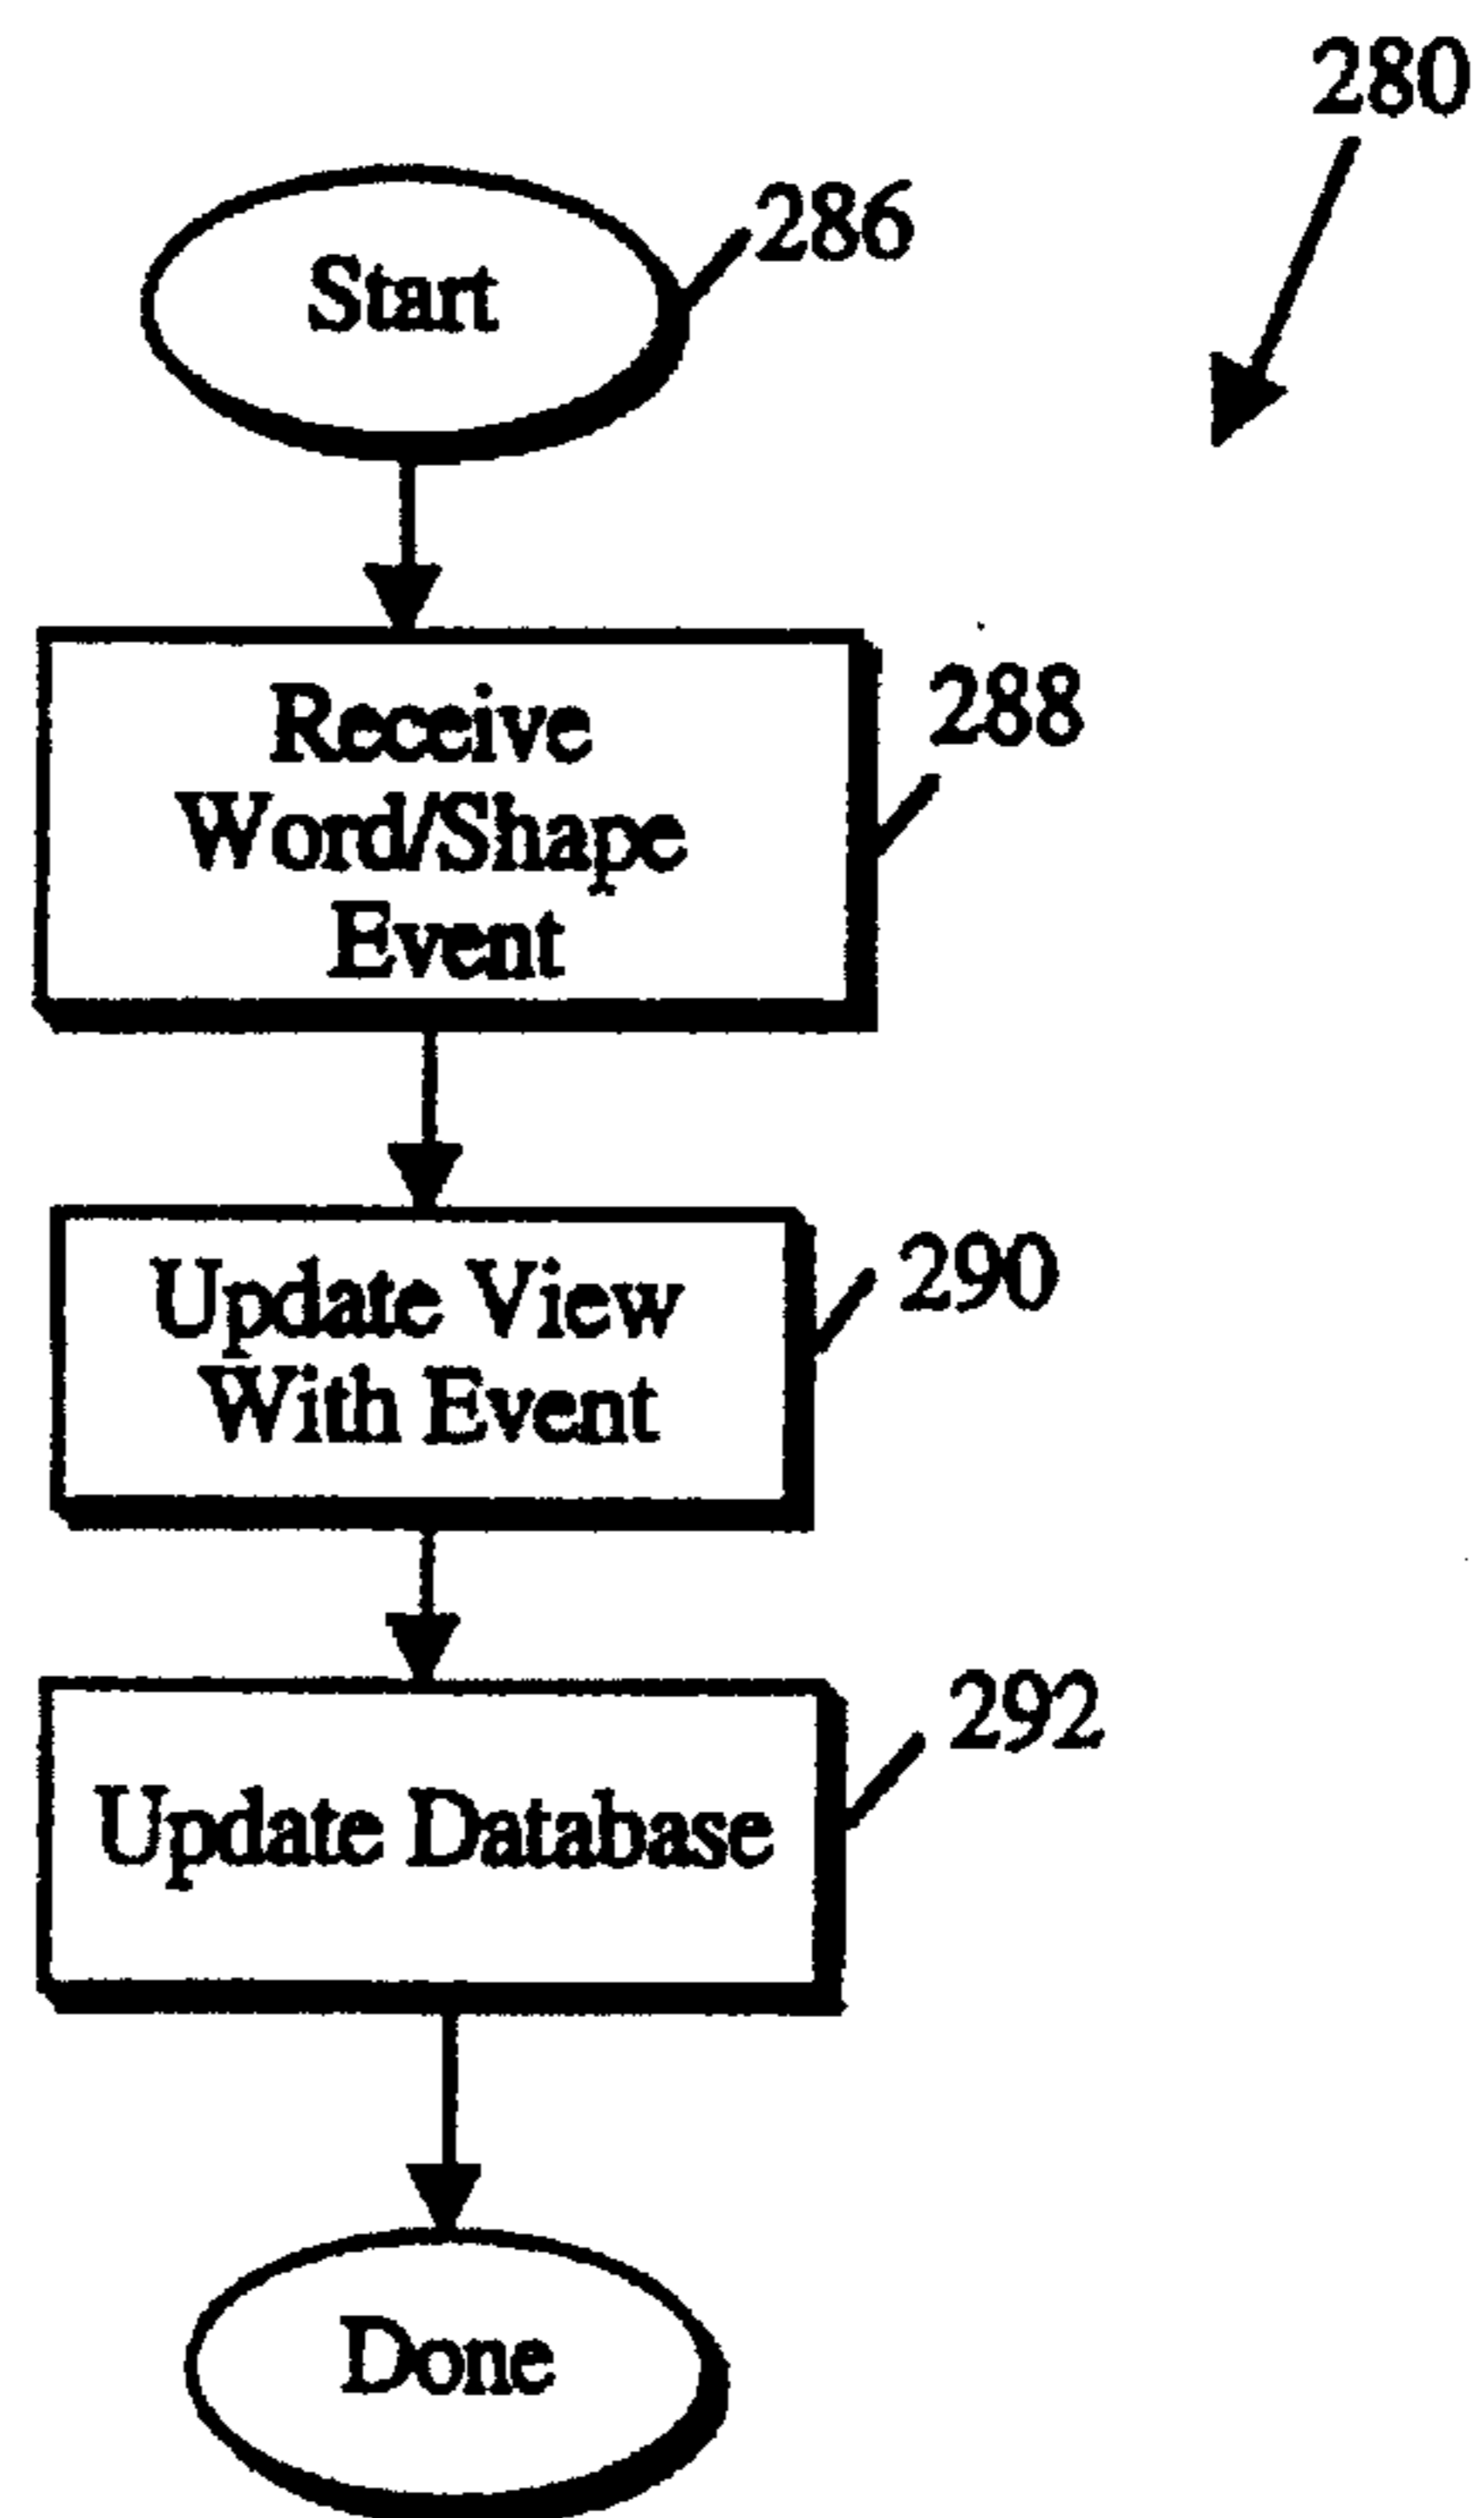 280
286
Start
288
Receive
Word/Shape
Event
290
Update View
With Event
292
Update Database
Done